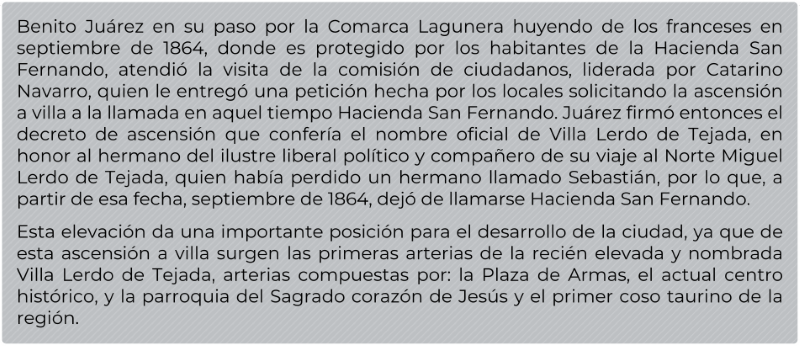 Benito Juárez en su paso por la Comarca Lagunera huyendo de los franceses en
septiembre de 1864, donde es protegido por los habitantes de la Hacienda San
Fernando, atendió la visita de la comisión de ciudadanos, liderada por Catarino
Navarro, quien le entregó una petición hecha por los locales solicitando la ascensión
a villa a la llamada en aquel tiempo Hacienda San Fernando. Juárez firmó entonces el
decreto de ascensión que confería el nombre oficial de Villa Lerdo de Tejada, en
honor al hermano del ilustre liberal político y compañero de su viaje al Norte Miguel
Lerdo de Tejada, quien había perdido un hermano llamado Sebastián, por lo que, a
partir de esa fecha, septiembre de 1864, dejó de llamarse Hacienda San Fernando.
Esta elevación da una importante posición para el desarrollo de la ciudad, ya que de
esta ascensión a villa surgen las primeras arterias de la recién elevada y nombrada
Villa Lerdo de Tejada, arterias compuestas por: la Plaza de Armas, el actual centro
histórico, y la parroquia del Sagrado corazón de Jesús y el primer coso taurino de la
región.